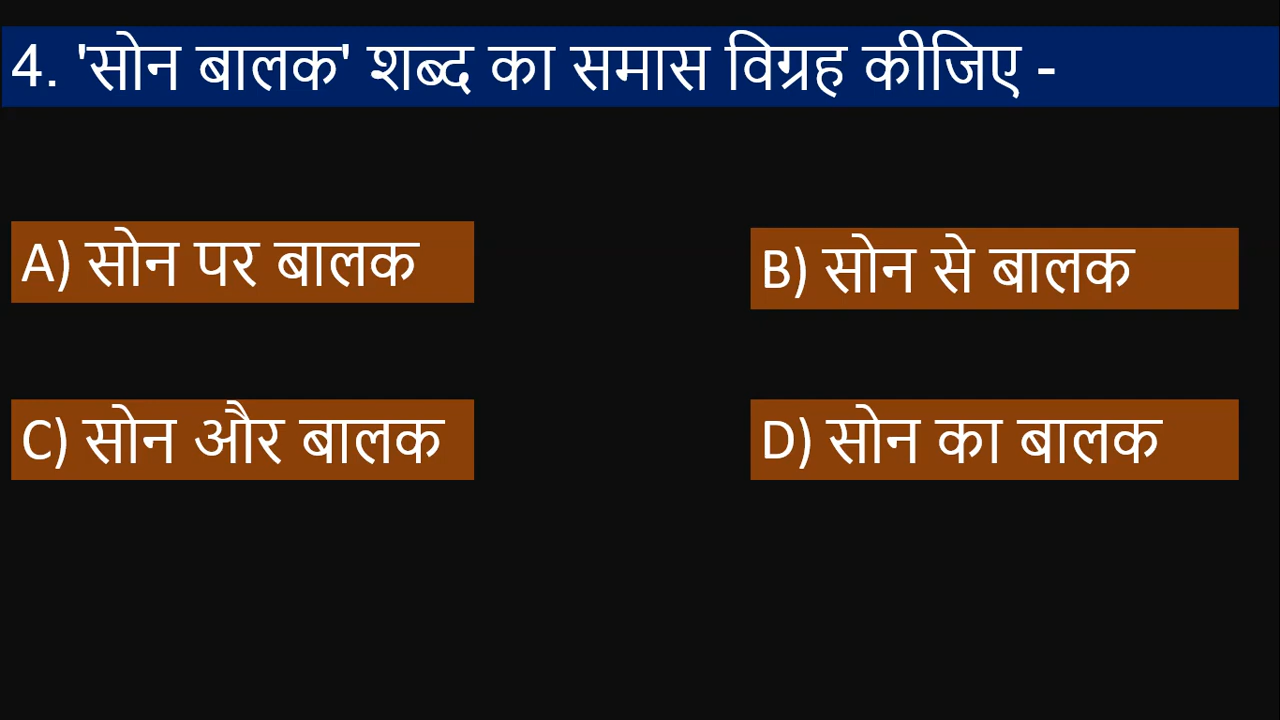 4. 'सोन बालक' शब्द का समास विग्रह कीजिए -
A) सोन पर बालक
B) सोन से बालक
C) सोन और बालक
D) सोन का बालक